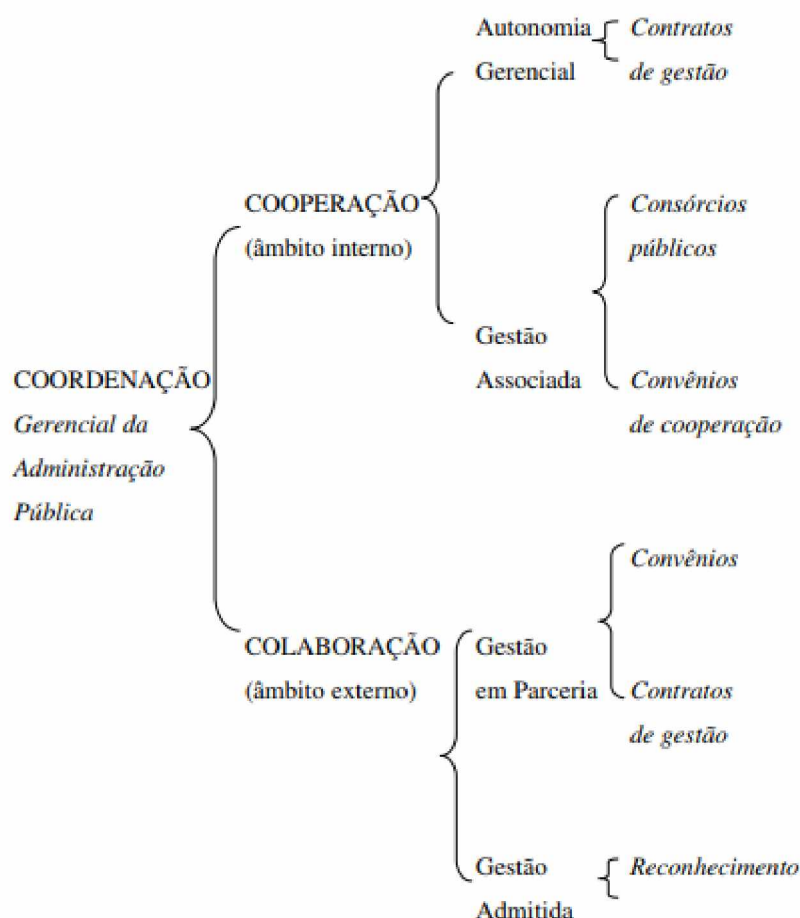 Autonomia
Gerencial
Contratos
de gestão
COOPERAÇÃO
(âmbito interno)
Consórcios
públicos
Gestão
Associada
Convênios
de cooperação
COORDENAÇÃO
Gerencial da
Administração
Pública
Convênios
COLABORAÇÃO
(âmbito externo)
Gestão
em Parceria
Contratos
de gestão
Gestão
Admitida
Reconhecimento